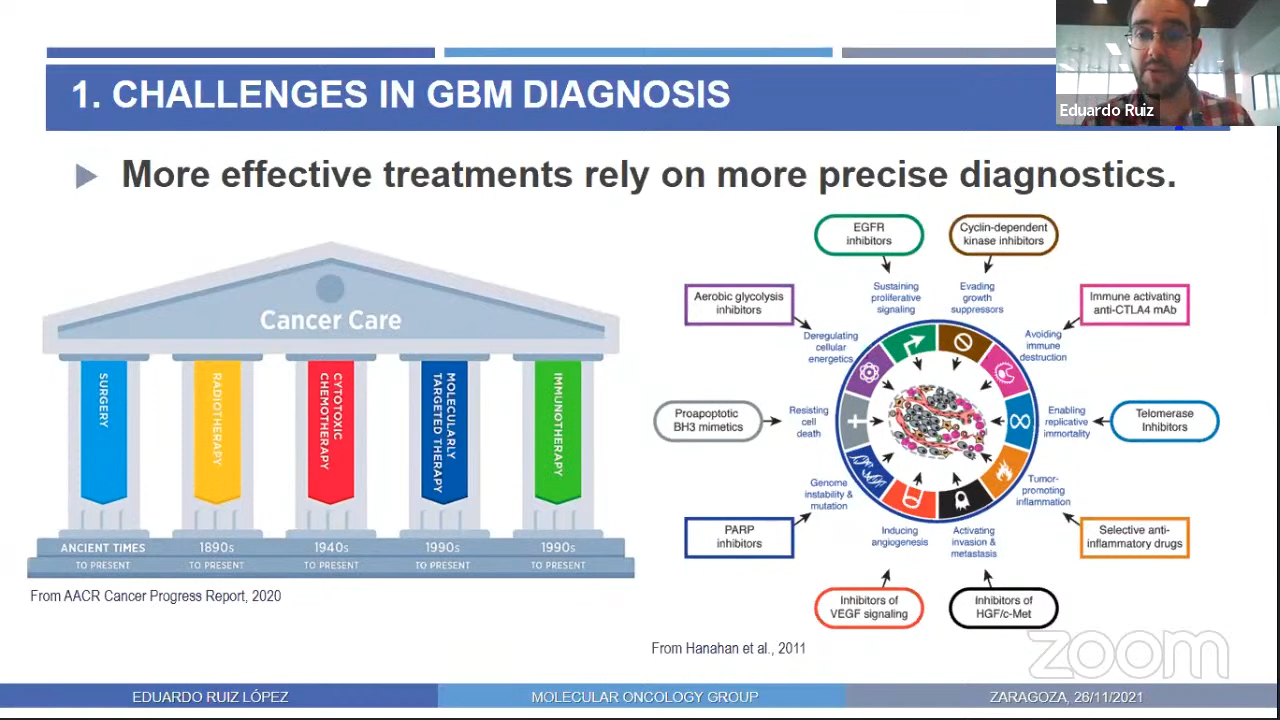 1. CHALLENGES IN GBM DIAGNOSIS
Eduardo Ruiz
More effective treatments rely on more precise diagnostics.
Cancer Care
SURGERY
RADIOTHERAPY
CYTOTOXIC
CHEMOTHERAPY
MOLECULARLY
TARGETED THERAPY
IMMUNOTHERAPY
ANCIENT TIMES
TO PRESENT
1890s
TO PRESENT
1940s
TO PRESENT
1990s
TO PRESENT
1990s
TO PRESENT
From AACR Cancer Progress Report, 2020
EGFR
inhibitors
Cyclin-dependent
kinase inhibitors
Aerobic glycolysis
inhibitors
Immune activating
anti-CTLA4 mAb
Proapoptotic
BH3 mimetics
Telomerase
Inhibitors
PARP
inhibitors
Selective anti-
inflammatory drugs
Inhibitors of
VEGF signaling
Inhibitors of
HGF/c-Met
Sustaining
proliferative
signaling
Evading
growth
suppressors
Deregulating
cellular
energetics
Avoiding
immune
destruction
Resisting
cell
death
Enabling
replicative
immortality
Genome
instability &
mutation
Tumor-
promoting
inflammation
Inducing
angiogenesis
Activating
invasion &
metastasis
From Hanahan et al., 2011
zoom
EDUARDO RUIZ LÓPEZ
MOLECULAR ONCOLOGY GROUP
ZARAGOZA, 26/11/2021